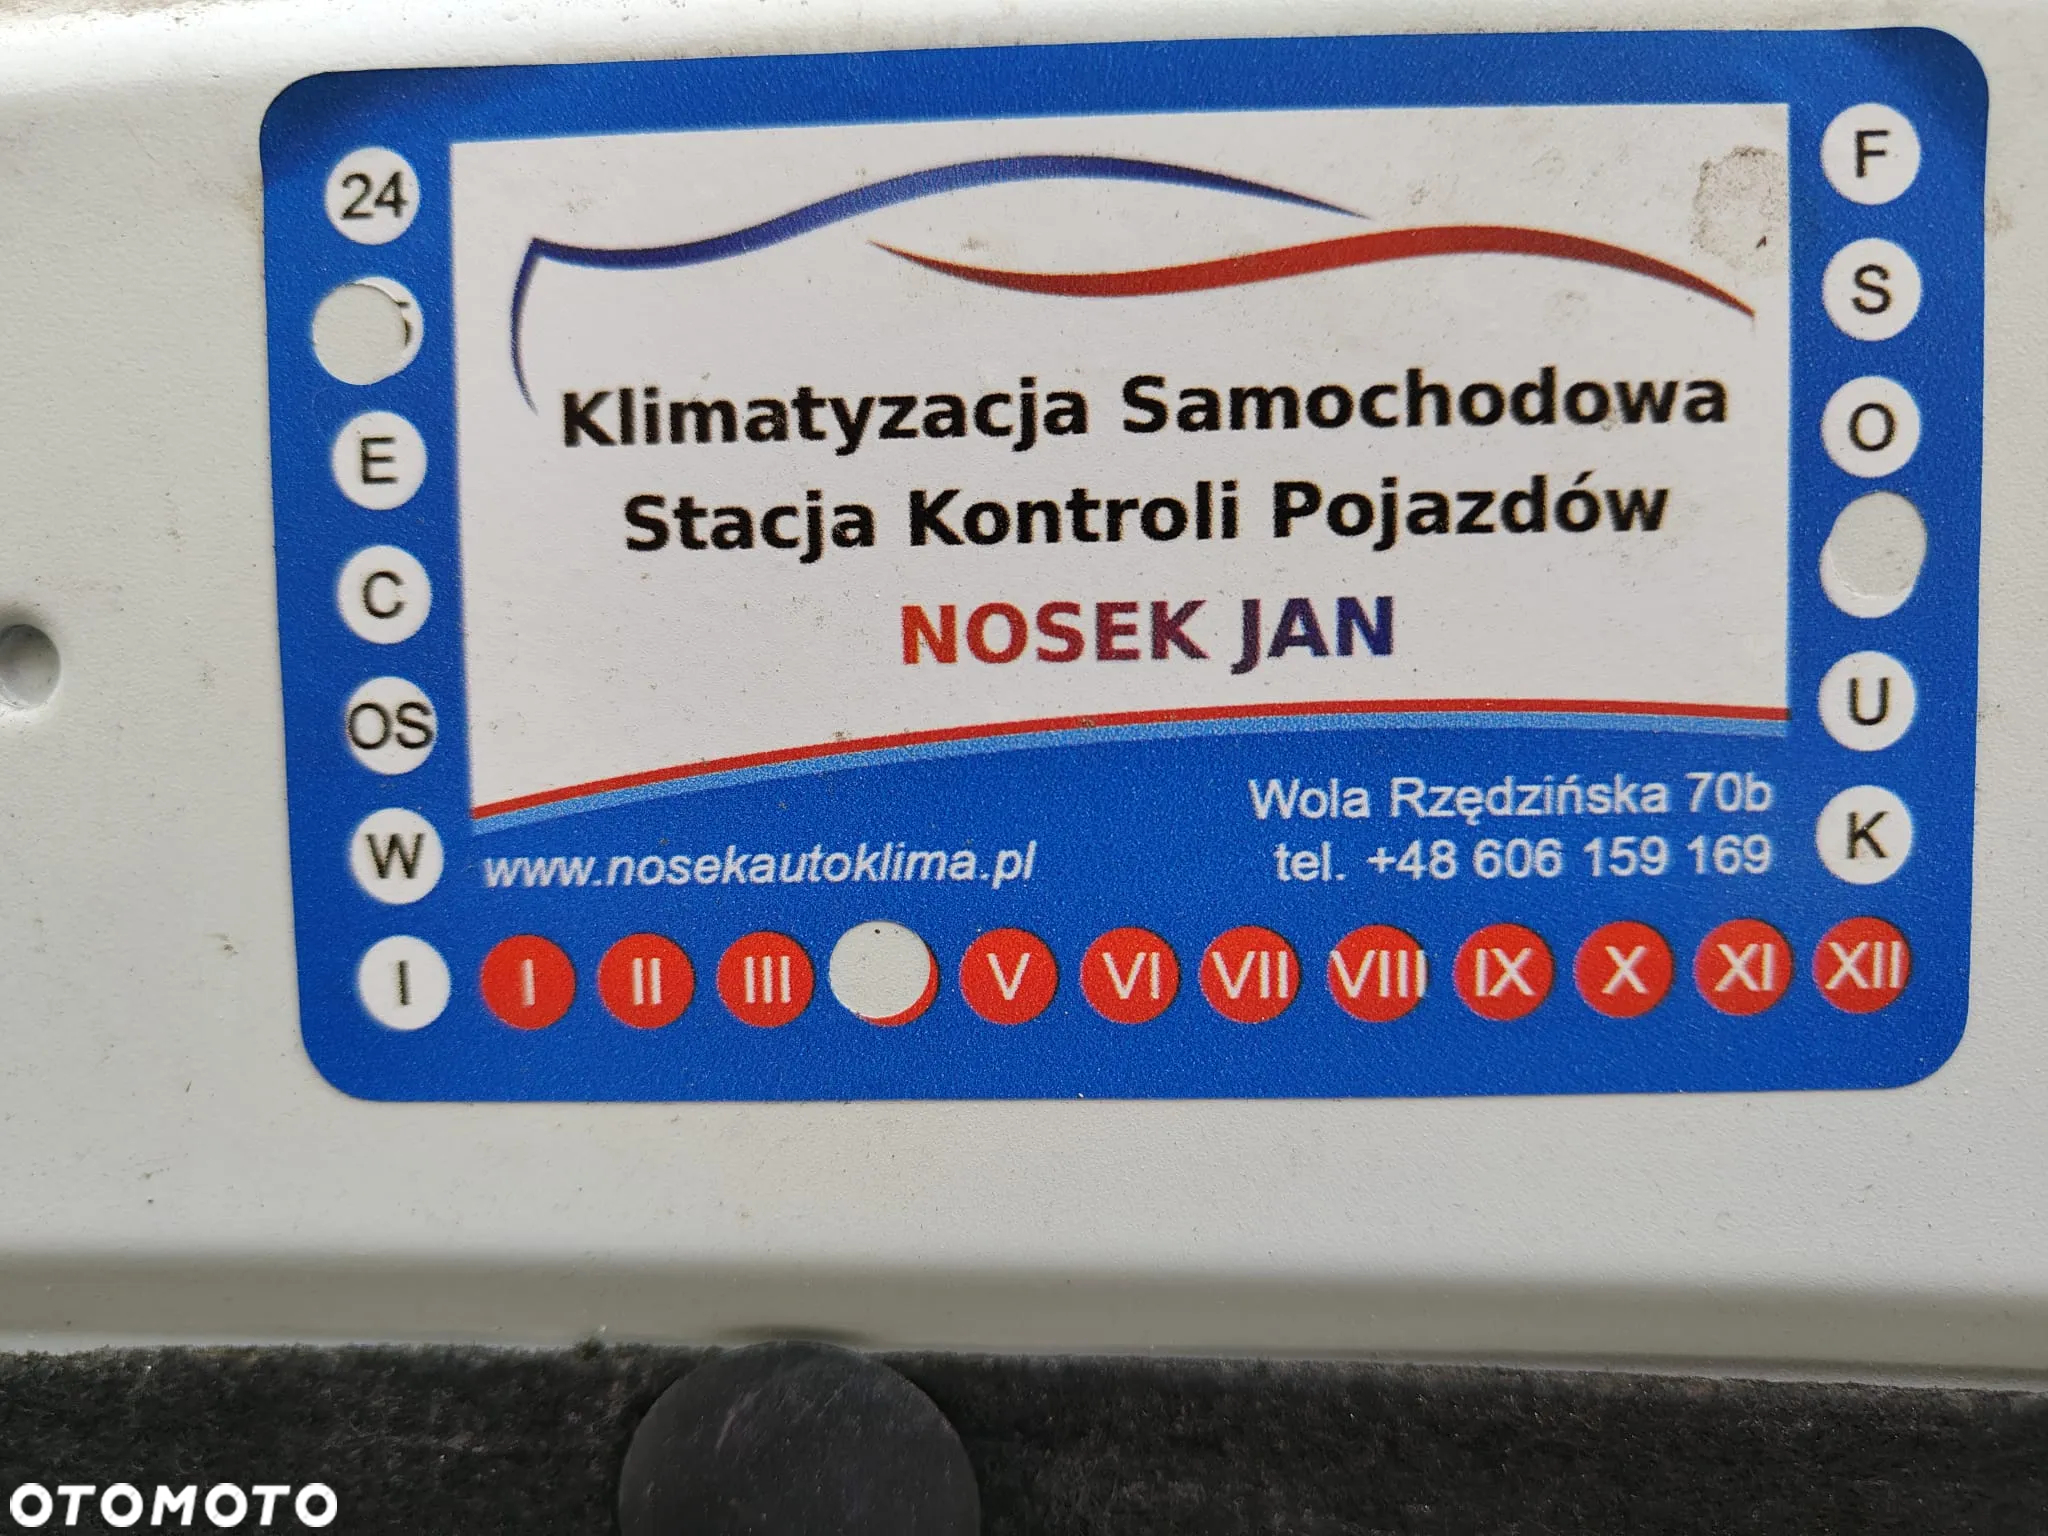 24
E
C
OS
W
I
Klimatyzacja Samochodowa
Stacja Kontroli Pojazdów
NOSEK JAN
www.nosekautoklima.pl
Wola Rzędzińska 70b
tel. +48 606 159 169
F
S
O
U
K
I II III V VI VII VIII IX X XI XII
OTOMOTO